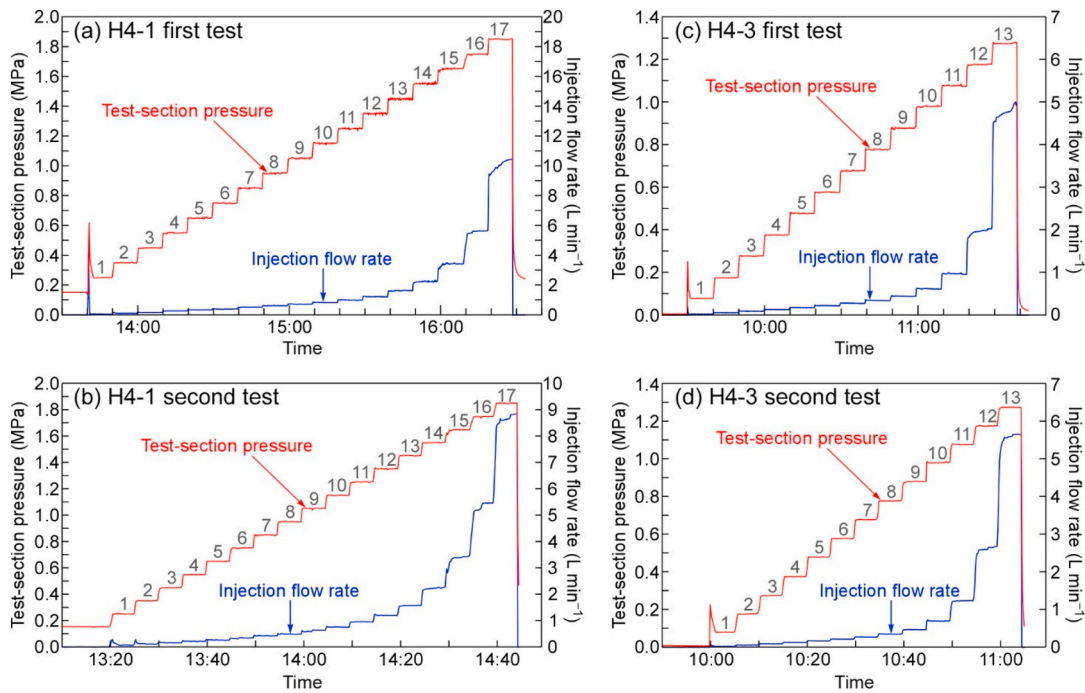 (a) H4-1 first test
Test-section pressure (MPa)
2.0
1.8
1.6
1.4
1.2
1.0
0.8
0.6
0.4
0.2
0.0
1 2 3 4 5 6 7 8 9 10 11 12 13 14 15 16 17
Test-section pressure
Injection flow rate
20
18
16
14
12
10
8
6
4
2
0
Injection flow rate (L min⁻¹)
14:00 15:00 16:00
Time
(c) H4-3 first test
Test-section pressure (MPa)
1.4
1.2
1.0
0.8
0.6
0.4
0.2
0.0
1 2 3 4 5 6 7 8 9 10 11 12 13
Test-section pressure
Injection flow rate
7
6
5
4
3
2
1
0
Injection flow rate (L min⁻¹)
10:00 11:00
Time
(b) H4-1 second test
Test-section pressure (MPa)
2.0
1.8
1.6
1.4
1.2
1.0
0.8
0.6
0.4
0.2
0.0
1 2 3 4 5 6 7 8 9 10 11 12 13 14 15 16 17
Test-section pressure
Injection flow rate
10
9
8
7
6
5
4
3
2
1
0
Injection flow rate (L min⁻¹)
13:20 13:40 14:00 14:20 14:40
Time
(d) H4-3 second test
Test-section pressure (MPa)
1.4
1.2
1.0
0.8
0.6
0.4
0.2
0.0
1 2 3 4 5 6 7 8 9 10 11 12 13
Test-section pressure
Injection flow rate
7
6
5
4
3
2
1
0
Injection flow rate (L min⁻¹)
10:00 10:20 10:40 11:00
Time